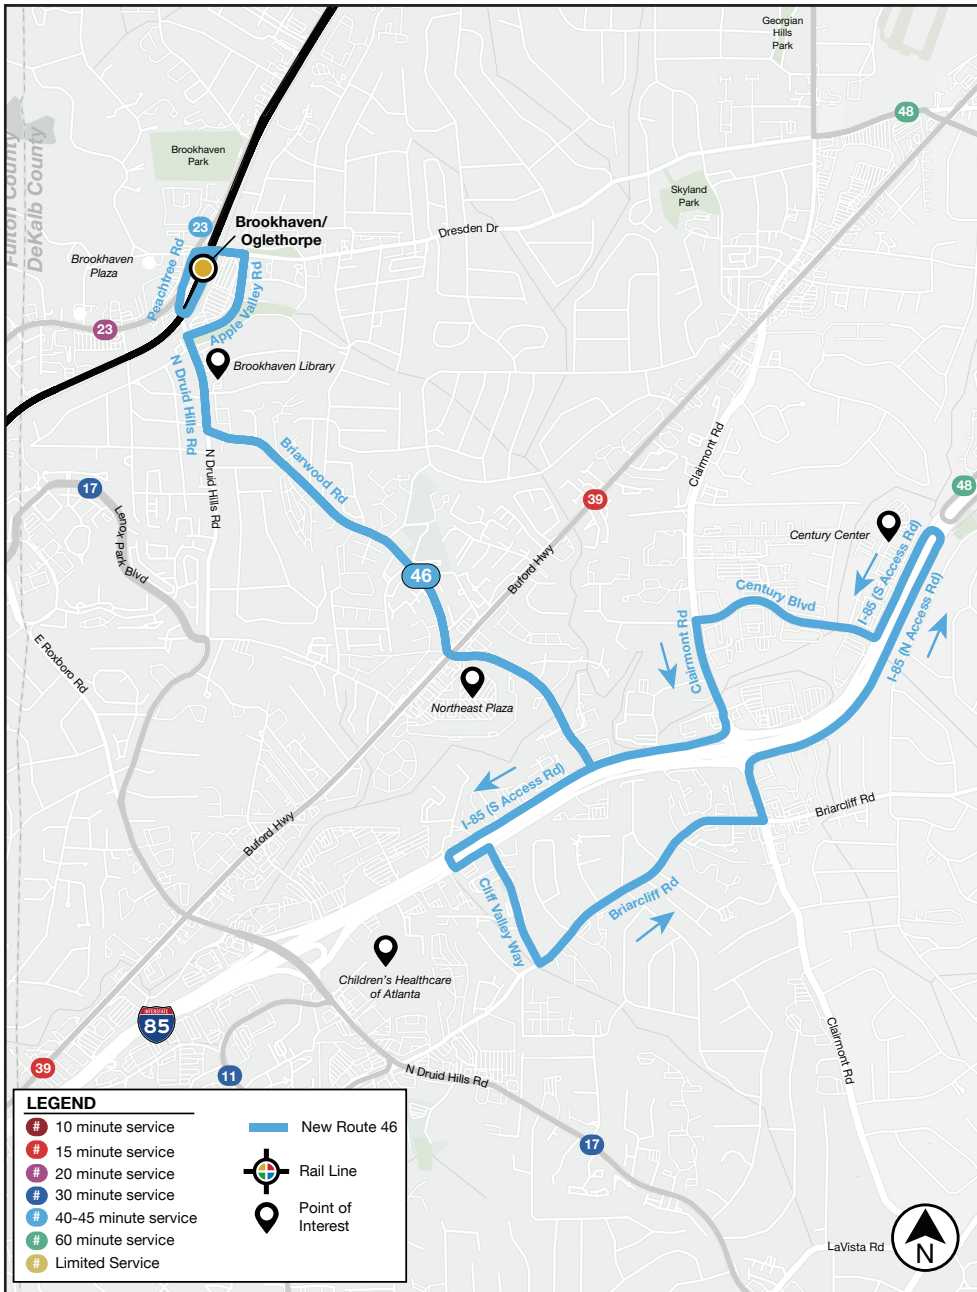 Georgian
Hills
Park
48
Fulton County
DeKalb County
Brookhaven
Park
Skyland
Park
23
Brookhaven/
Oglethorpe
Dresden Dr
Brookhaven
Plaza
Peachtree Rd
Apple Valley Rd
23
Brookhaven Library
N Druid Hills Rd
N Druid Hills Rd
Briarwood Rd
Clairmont Rd
17
39
48
Lenox Park Blvd
Century Center
Buford Hwy
46
I-85 (S Access Rd)
I-85 (N Access Rd)
Century Blvd
Clairmont Rd
E Roxboro Rd
Northeast Plaza
I-85 (S Access Rd)
Briarcliff Rd
Buford Hwy
Cliff Valley Way
Briarcliff Rd
Children's Healthcare
of Atlanta
INTERSTATE
85
Clairmont Rd
39
11
N Druid Hills Rd
17
LEGEND
# 10 minute service
# 15 minute service
# 20 minute service
# 30 minute service
# 40-45 minute service
# 60 minute service
# Limited Service
New Route 46
Rail Line
Point of
Interest
N
LaVista Rd